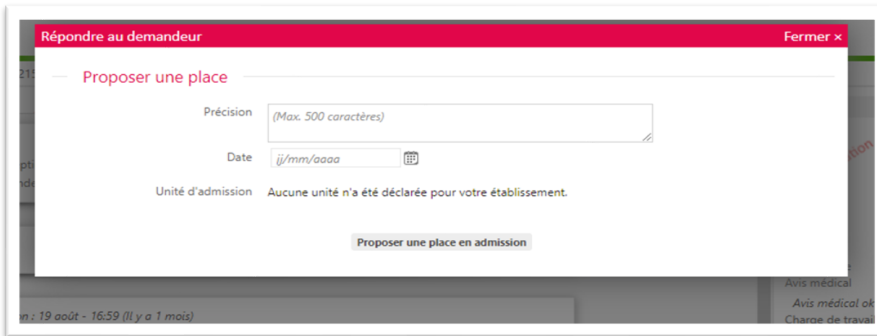 Répondre au demandeur Fermer ×
Proposer une place
Précision (Max. 500 caractères)
Date jj/mm/aaaa
Unité d'admission Aucune unité n'a été déclarée pour votre établissement.
Proposer une place en admission
Avis médical
Avis médical ok
on : 19 août - 16:59 (Il y a 1 mois)
Charge de travail